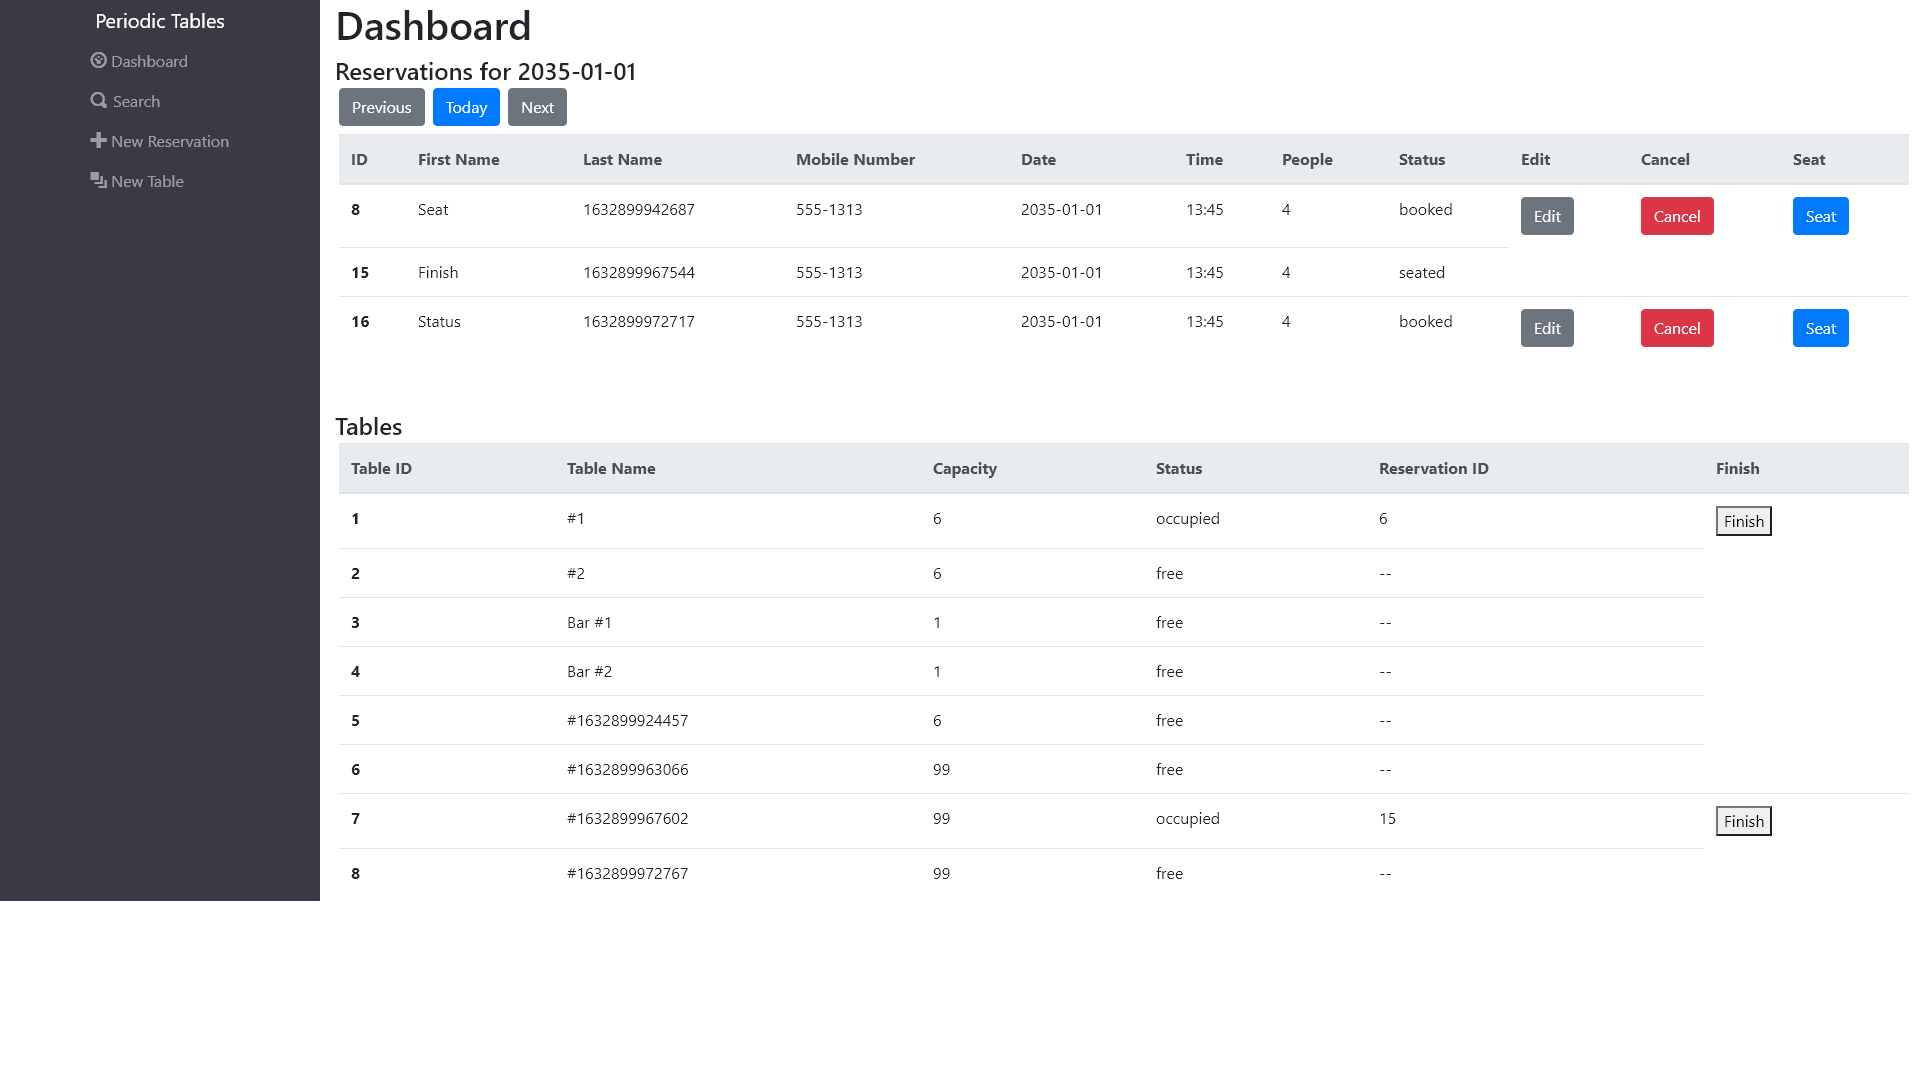 Periodic Tables
Dashboard
Search
New Reservation
New Table
Dashboard
Reservations for 2035-01-01
Previous Today Next
ID First Name Last Name Mobile Number Date Time People Status Edit Cancel Seat
8 Seat 1632899942687 555-1313 2035-01-01 13:45 4 booked Edit Cancel Seat
15 Finish 1632899967544 555-1313 2035-01-01 13:45 4 seated
16 Status 1632899972717 555-1313 2035-01-01 13:45 4 booked Edit Cancel Seat
Tables
Table ID Table Name Capacity Status Reservation ID Finish
1 #1 6 occupied 6 Finish
2 #2 6 free --
3 Bar #1 1 free --
4 Bar #2 1 free --
5 #1632899924457 6 free --
6 #1632899963066 99 free --
7 #1632899967602 99 occupied 15 Finish
8 #1632899972767 99 free --